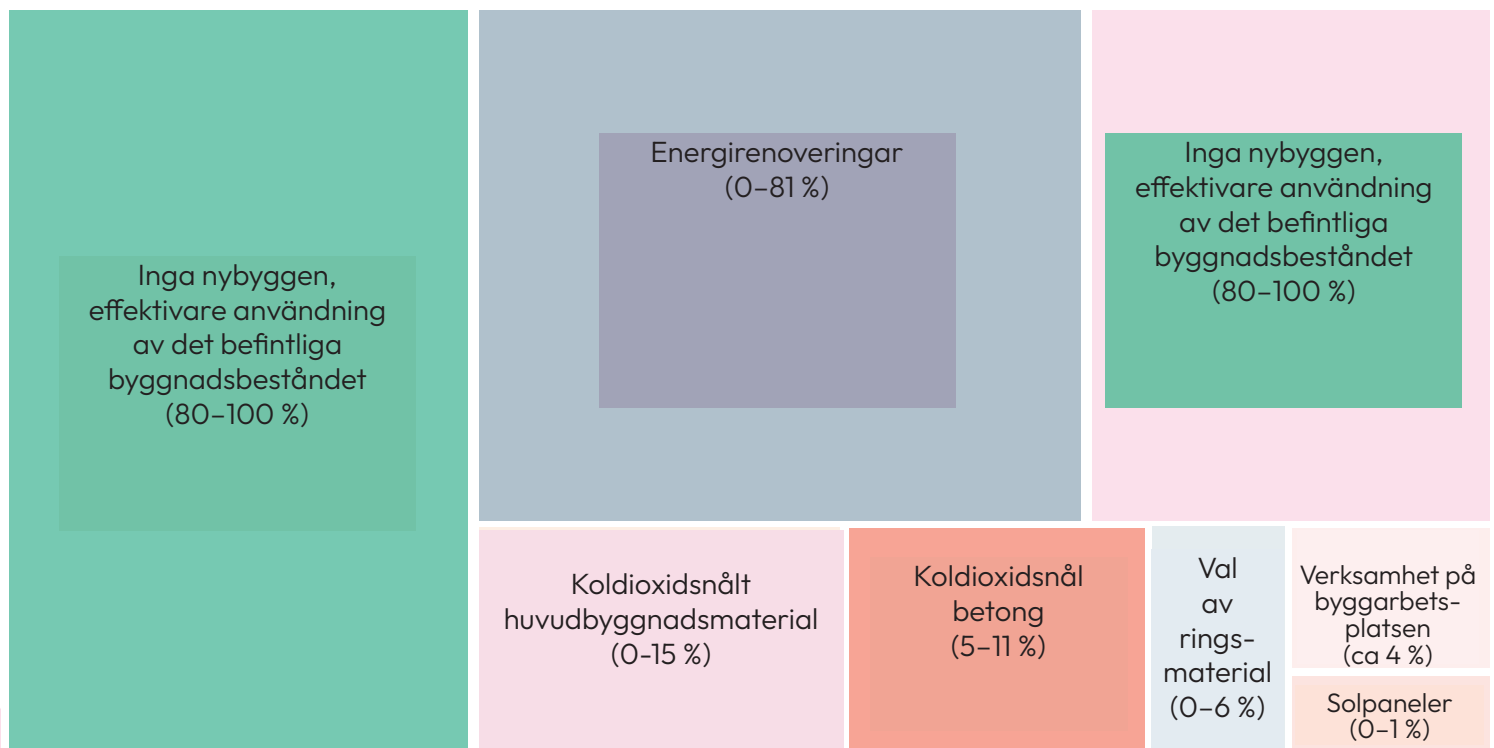 Inga nybyggen,
effektivare användning
av det befintliga
byggnadsbeståndet
(80–100 %)
Energirenoveringar
(0–81 %)
Inga nybyggen,
effektivare användning
av det befintliga
byggnadsbeståndet
(80–100 %)
Koldioxidsnålt
huvudbyggnadsmaterial
(0-15 %)
Koldioxidsnål
betong
(5–11 %)
Val
av
rings-
material
(0–6 %)
Verksamhet på
byggarbets-
platsen
(ca 4 %)
Solpaneler
(0–1 %)